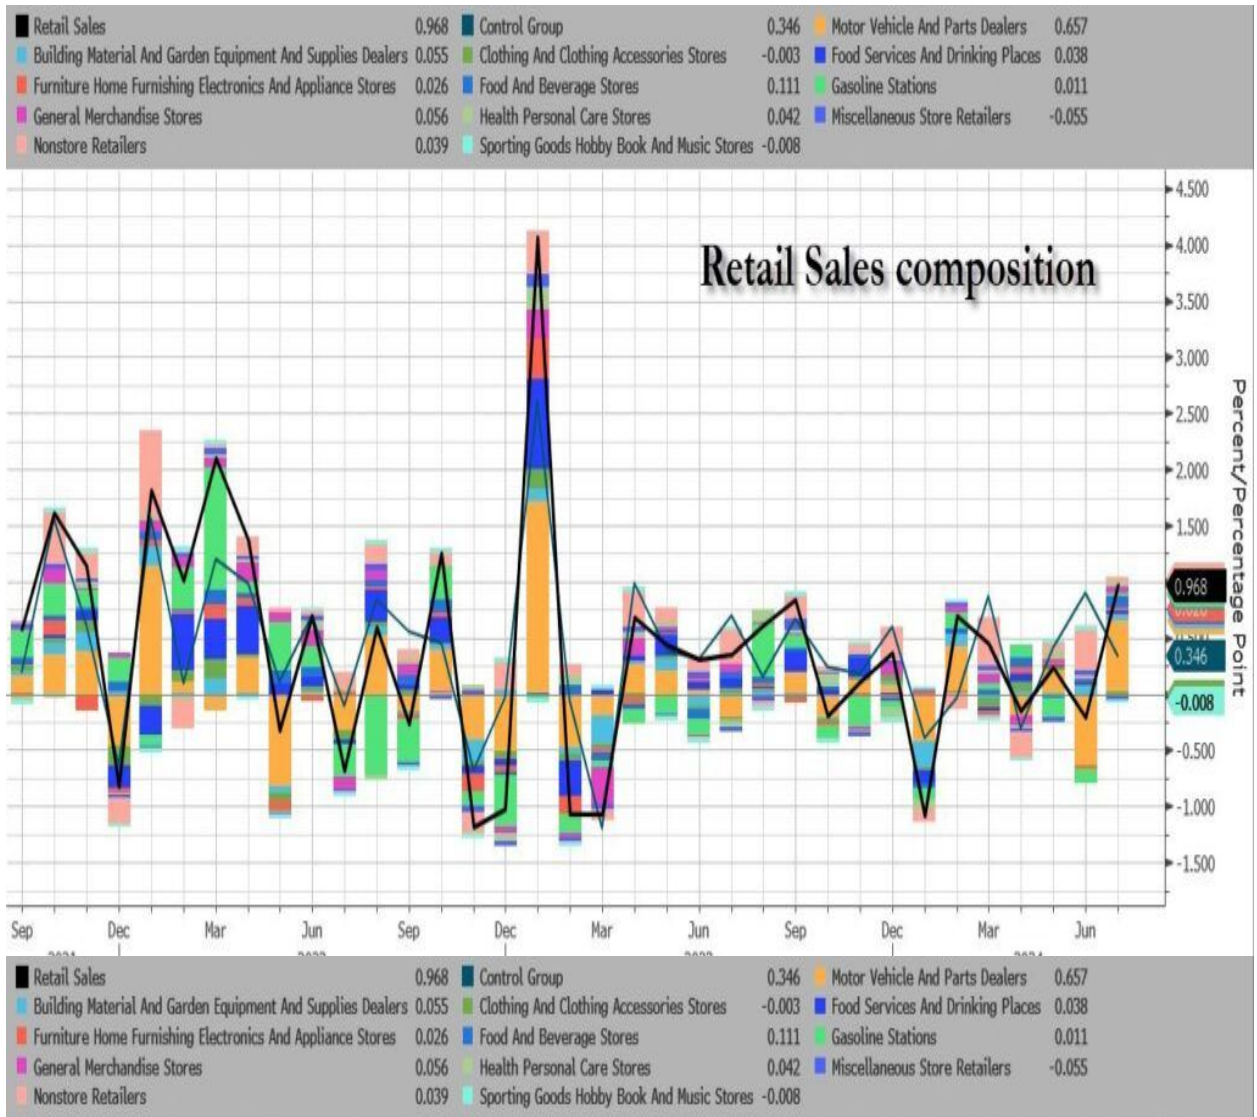 Retail Sales 0.968 Control Group 0.346 Motor Vehicle And Parts Dealers 0.657
Building Material And Garden Equipment And Supplies Dealers 0.055 Clothing And Clothing Accessories Stores -0.003 Food Services And Drinking Places 0.038
Furniture Home Furnishing Electronics And Appliance Stores 0.026 Food And Beverage Stores 0.111 Gasoline Stations 0.011
General Merchandise Stores 0.056 Health Personal Care Stores 0.042 Miscellaneous Store Retailers -0.055
Nonstore Retailers 0.039 Sporting Goods Hobby Book And Music Stores -0.008
Retail Sales composition
4.500
4.000
3.500
3.000
2.500
2.000
1.500
0.968
0.346
-0.008
-0.500
-1.000
-1.500
Percent/Percentage Point
Sep Dec Mar Jun Sep Dec Mar Jun Sep Dec Mar Jun
Retail Sales 0.968 Control Group 0.346 Motor Vehicle And Parts Dealers 0.657
Building Material And Garden Equipment And Supplies Dealers 0.055 Clothing And Clothing Accessories Stores -0.003 Food Services And Drinking Places 0.038
Furniture Home Furnishing Electronics And Appliance Stores 0.026 Food And Beverage Stores 0.111 Gasoline Stations 0.011
General Merchandise Stores 0.056 Health Personal Care Stores 0.042 Miscellaneous Store Retailers -0.055
Nonstore Retailers 0.039 Sporting Goods Hobby Book And Music Stores -0.008